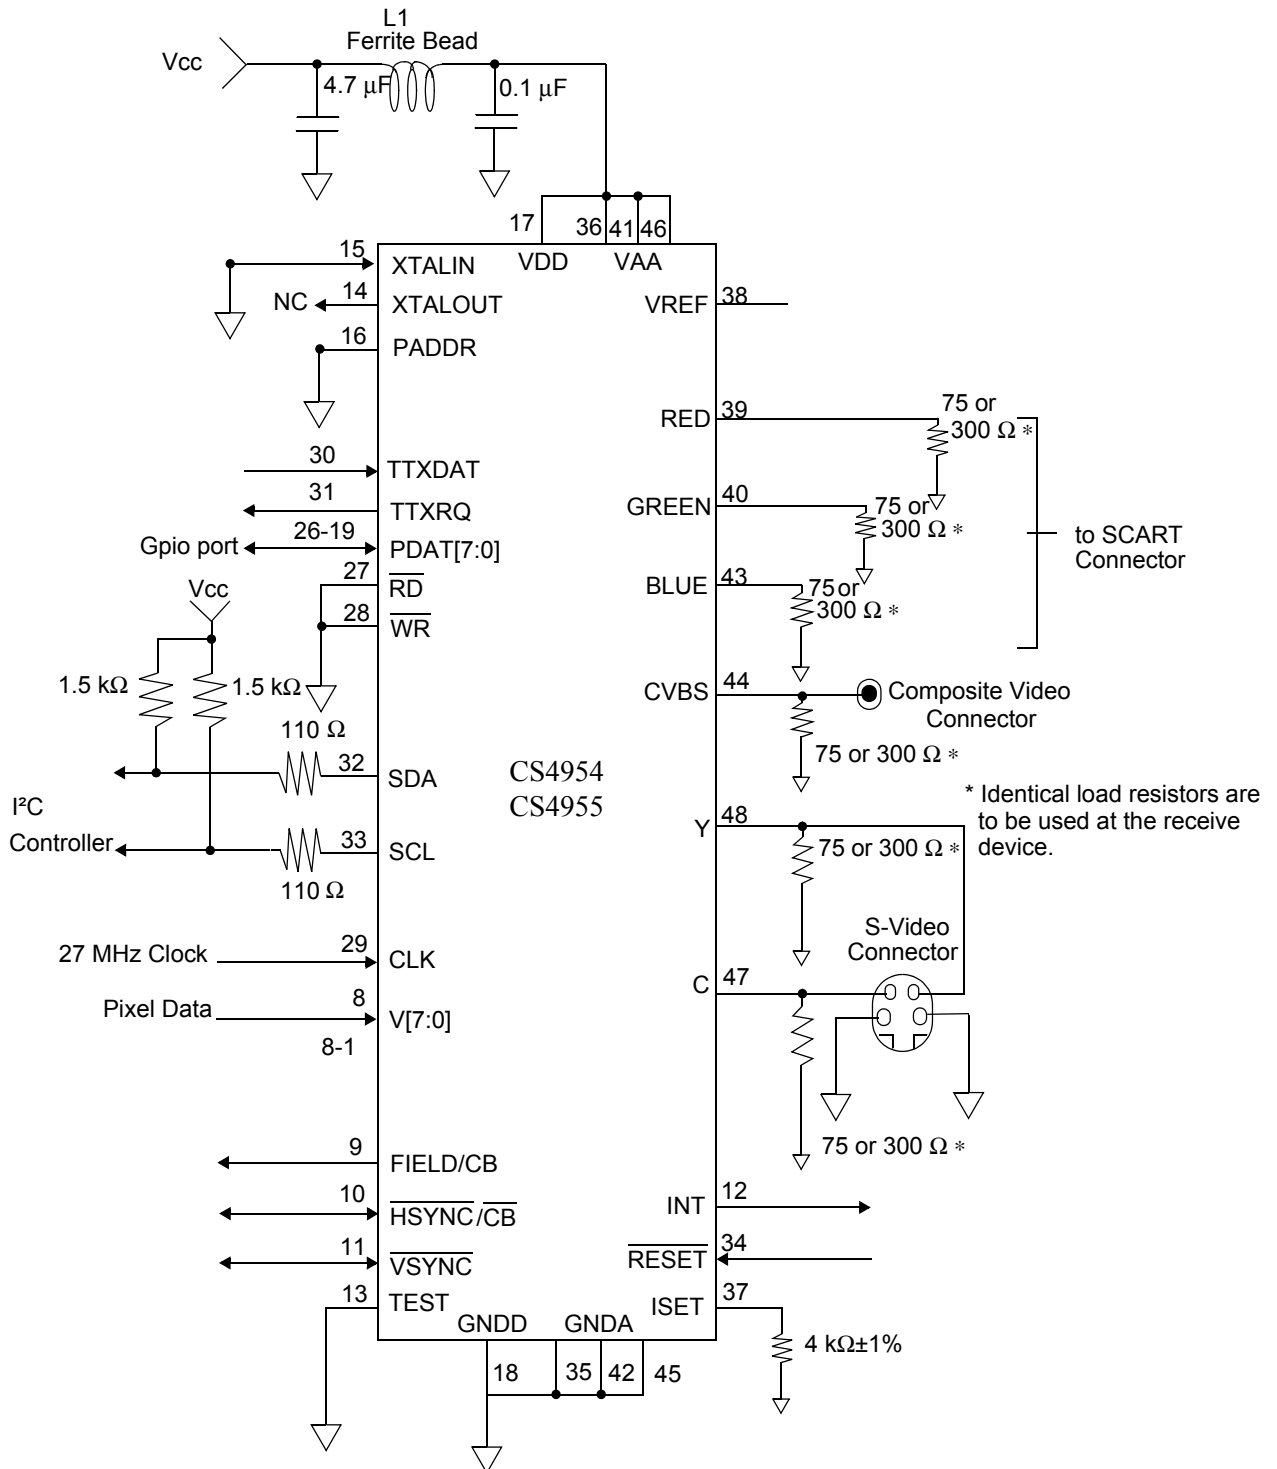 L1
Ferrite Bead
Vcc
4.7 µF
0.1 µF
17
36
41
46
VDD
VAA
15
XTALIN
NC
14
XTALOUT
16
PADDR
VREF
38
RED
39
75 or
300 Ω *
30
TTXDAT
31
TTXRQ
GREEN
40
75 or
300 Ω *
to SCART
Connector
Gpio port
26-19
PDAT[7:0]
27
RD
BLUE
43
75 or
300 Ω *
Vcc
28
WR
1.5 kΩ
1.5 kΩ
CVBS
44
Composite Video
Connector
75 or 300 Ω *
110 Ω
32
SDA
CS4954
CS4955
I²C
Controller
33
SCL
110 Ω
Y
48
75 or 300 Ω *
* Identical load resistors are
to be used at the receive
device.
S-Video
Connector
27 MHz Clock
29
CLK
C
47
Pixel Data
8
V[7:0]
8-1
75 or 300 Ω *
9
FIELD/CB
10
HSYNC/CB
INT
12
11
VSYNC
RESET
34
13
TEST
ISET
37
4 kΩ±1%
GNDD
GNDA
18
35
42
45